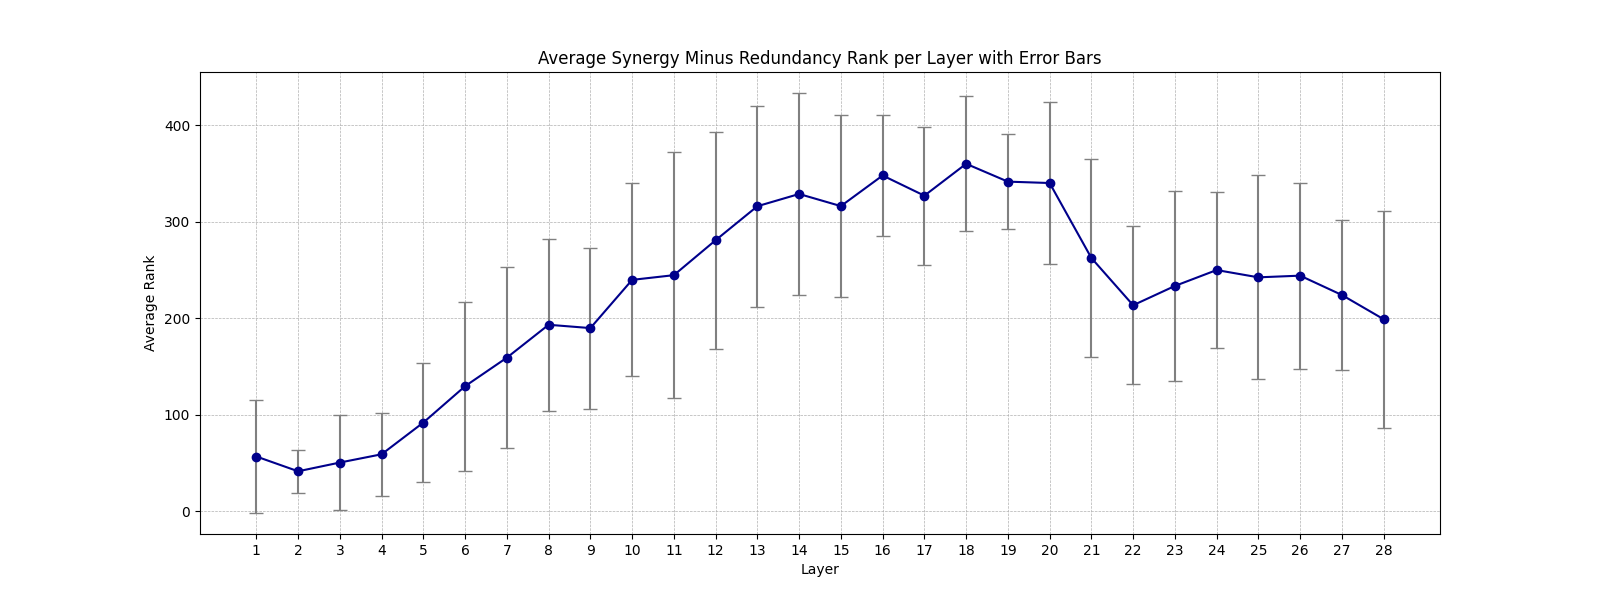 Average Synergy Minus Redundancy Rank per Layer with Error Bars
Average Rank
400
300
200
100
0
1 2 3 4 5 6 7 8 9 10 11 12 13 14 15 16 17 18 19 20 21 22 23 24 25 26 27 28
Layer